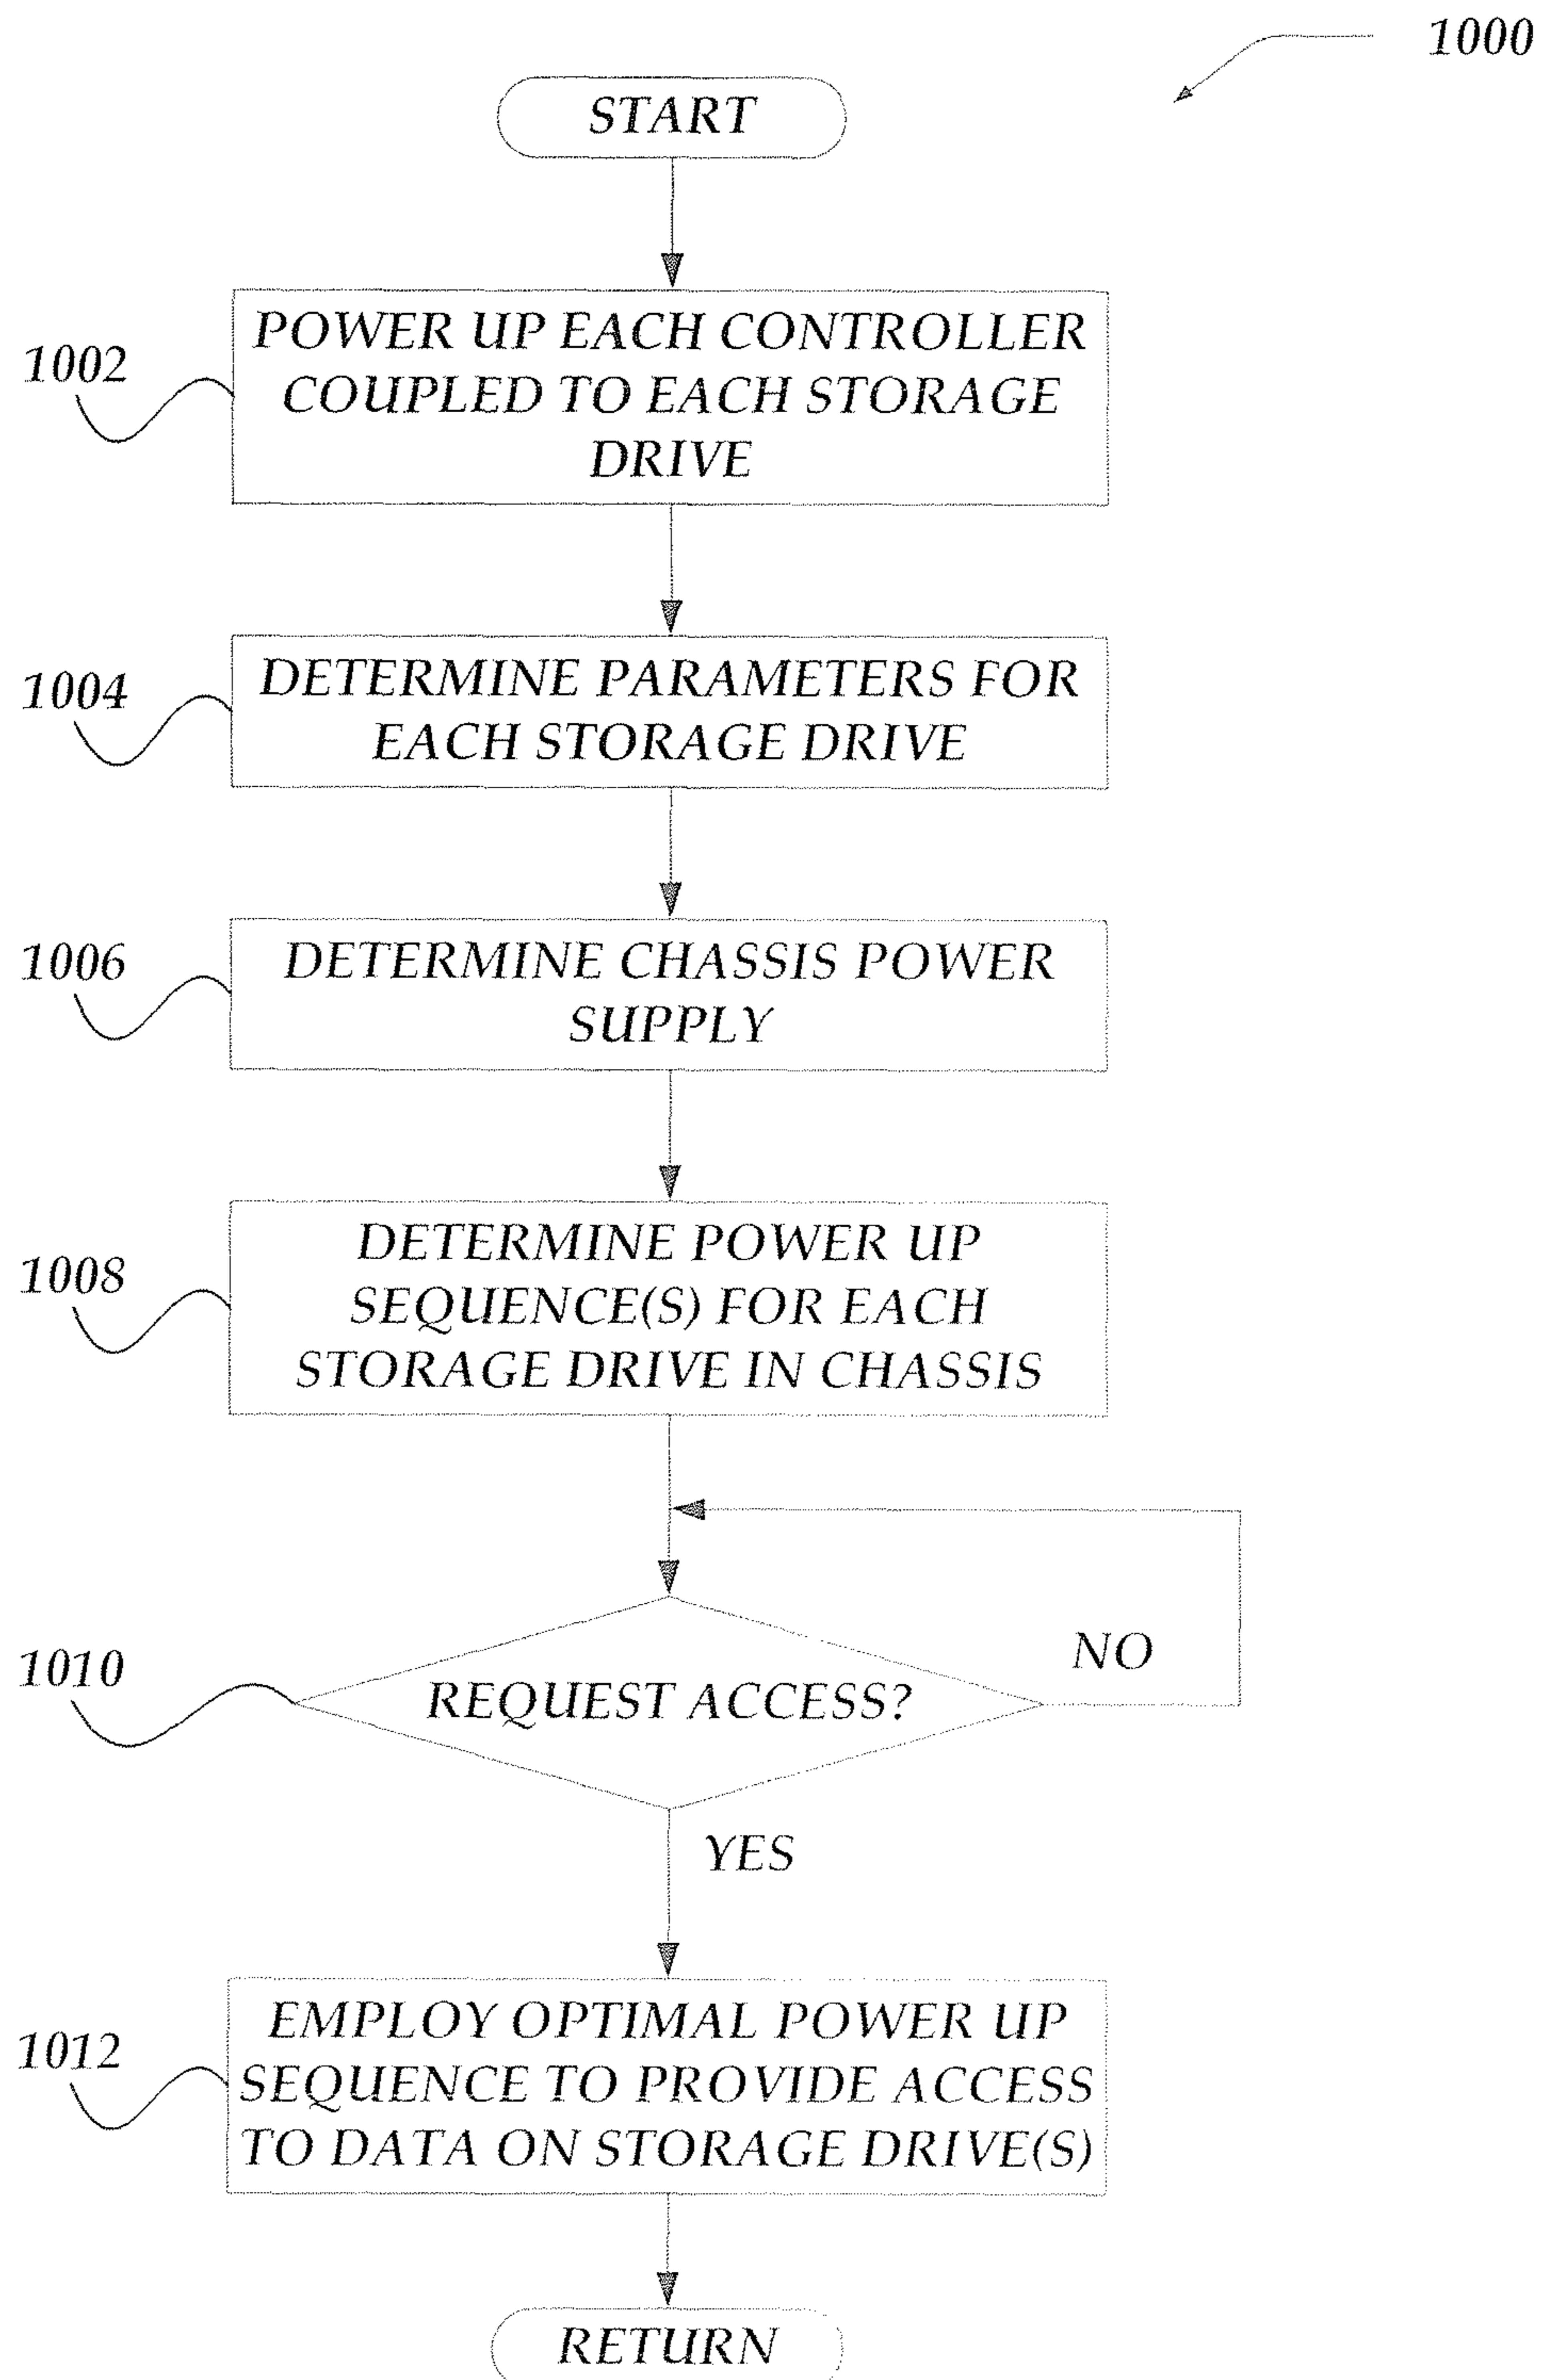 1000
START
1002
POWER UP EACH CONTROLLER
COUPLED TO EACH STORAGE
DRIVE
1004
DETERMINE PARAMETERS FOR
EACH STORAGE DRIVE
1006
DETERMINE CHASSIS POWER
SUPPLY
1008
DETERMINE POWER UP
SEQUENCE(S) FOR EACH
STORAGE DRIVE IN CHASSIS
1010
REQUEST ACCESS?
NO
YES
1012
EMPLOY OPTIMAL POWER UP
SEQUENCE TO PROVIDE ACCESS
TO DATA ON STORAGE DRIVE(S)
RETURN